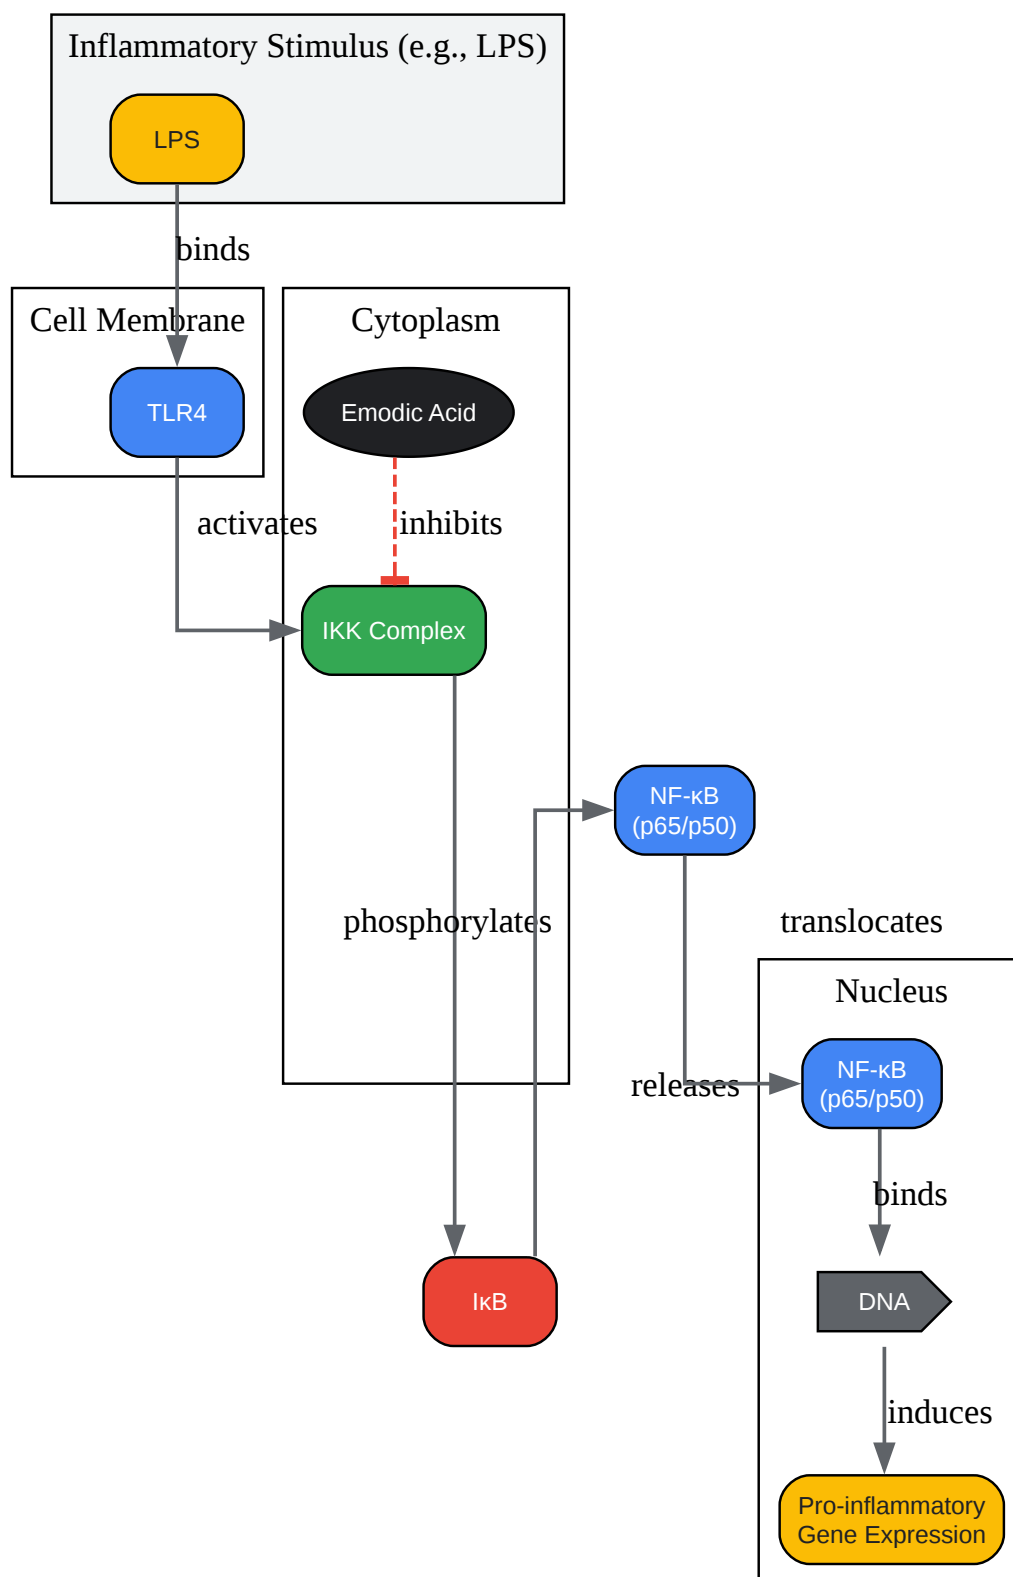 Inflammatory Stimulus (e.g., LPS)
LPS
binds
Cell Membrane
Cytoplasm
TLR4
Emodic Acid
activates
inhibits
IKK Complex
NF-κB
(p65/p50)
phosphorylates
translocates
Nucleus
releases
NF-κB
(p65/p50)
binds
IκB
DNA
induces
Pro-inflammatory
Gene Expression